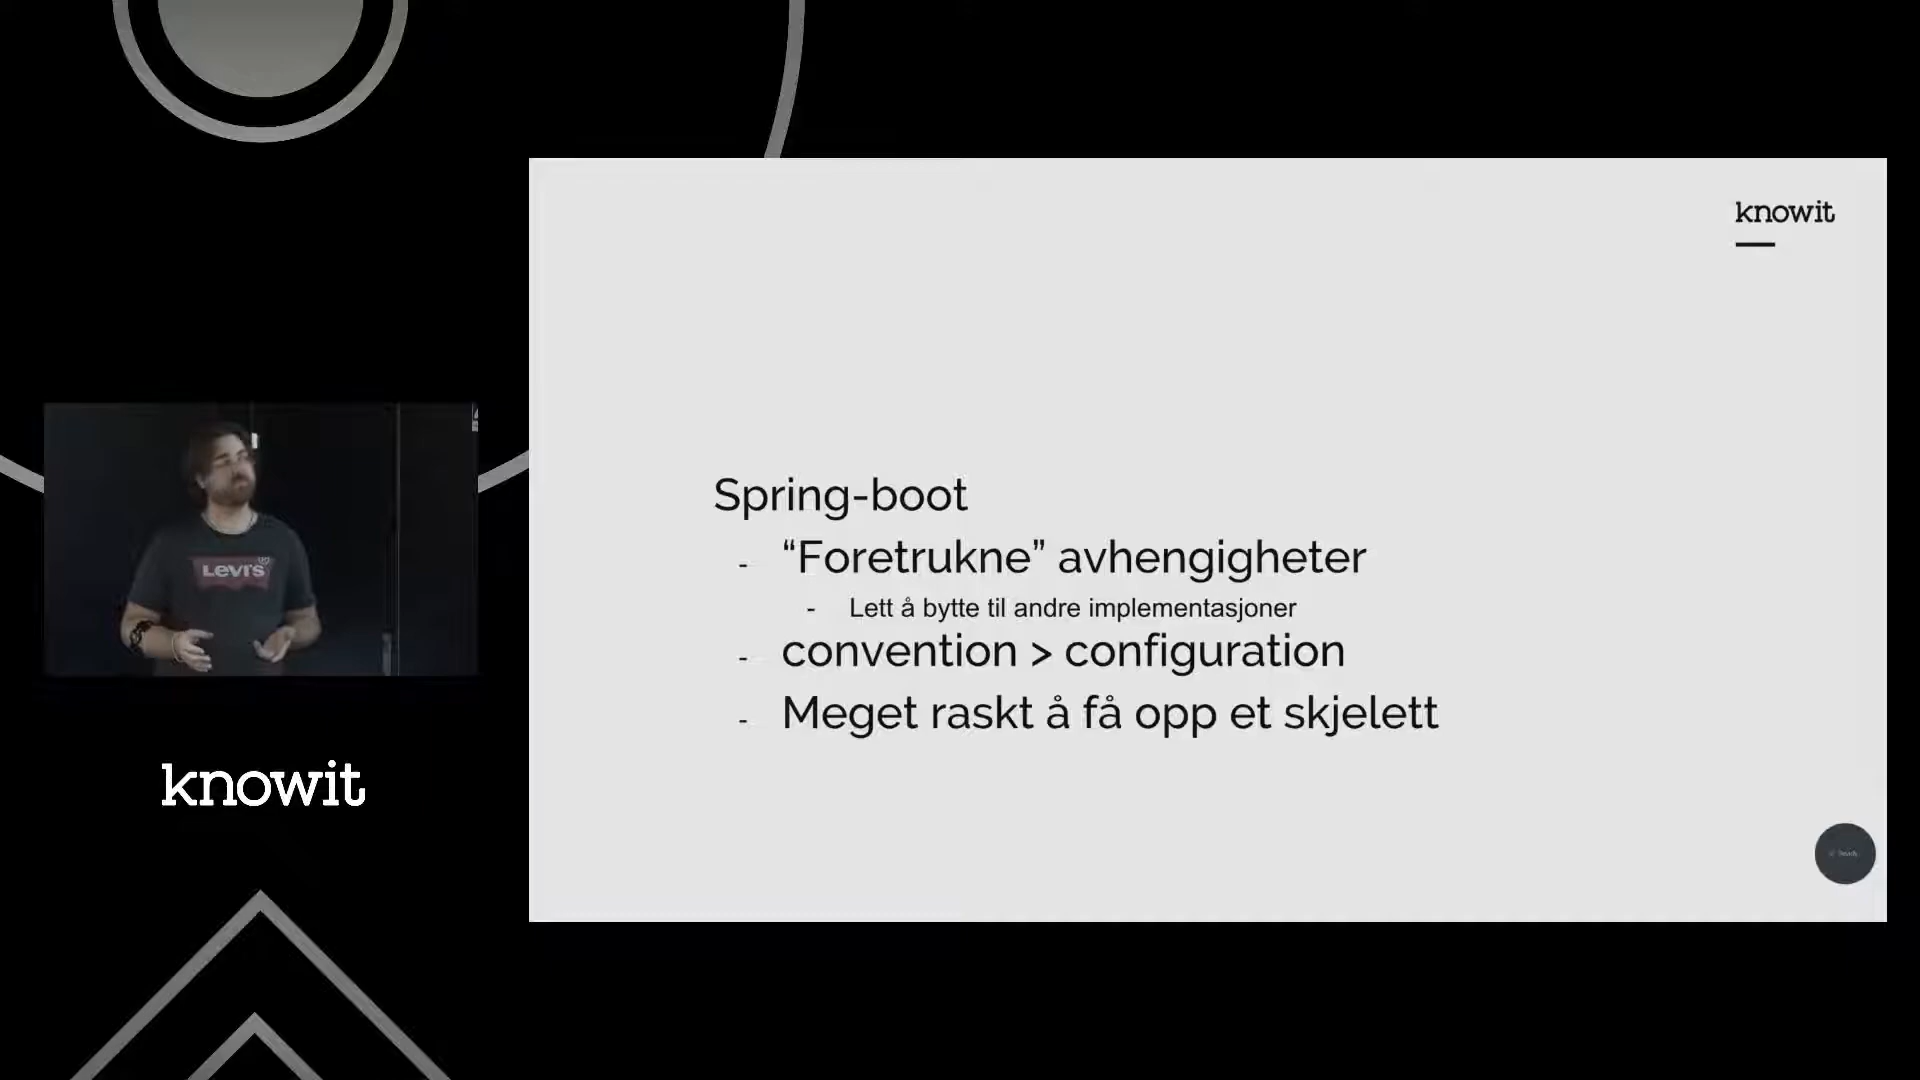 knowit
Spring-boot
- “Foretrukne” avhengigheter
- Lett å bytte til andre implementasjoner
- convention > configuration
- Meget raskt å få opp et skjelett
LEVI'S
knowit